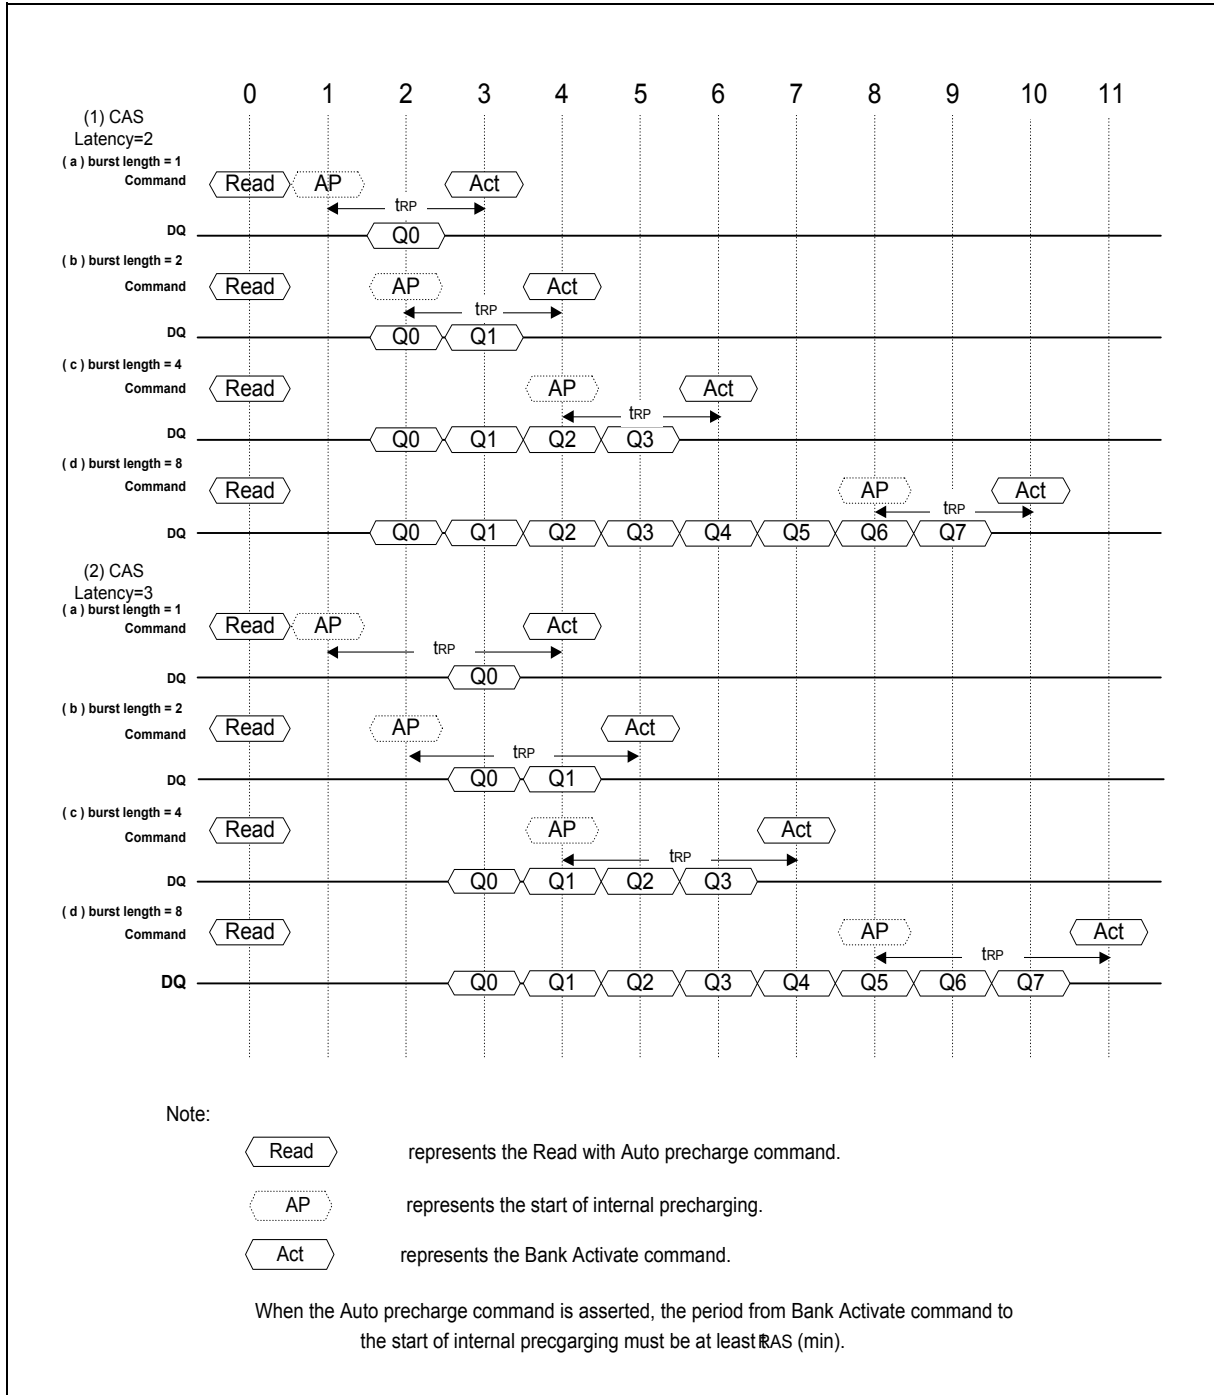 0 1 2 3 4 5 6 7 8 9 10 11
(1) CAS
Latency=2
( a ) burst length = 1
Command Read AP Act
tRP
DQ Q0
( b ) burst length = 2
Command Read AP Act
tRP
DQ Q0 Q1
( c ) burst length = 4
Command Read AP Act
tRP
DQ Q0 Q1 Q2 Q3
( d ) burst length = 8
Command Read AP Act
tRP
DQ Q0 Q1 Q2 Q3 Q4 Q5 Q6 Q7
(2) CAS
Latency=3
( a ) burst length = 1
Command Read AP Act
tRP
DQ Q0
( b ) burst length = 2
Command Read AP Act
tRP
DQ Q0 Q1
( c ) burst length = 4
Command Read AP Act
tRP
DQ Q0 Q1 Q2 Q3
( d ) burst length = 8
Command Read AP Act
tRP
DQ Q0 Q1 Q2 Q3 Q4 Q5 Q6 Q7
Note:
Read represents the Read with Auto precharge command.
AP represents the start of internal precharging.
Act represents the Bank Activate command.
When the Auto precharge command is asserted, the period from Bank Activate command to
the start of internal precgarging must be at least tRAS (min).